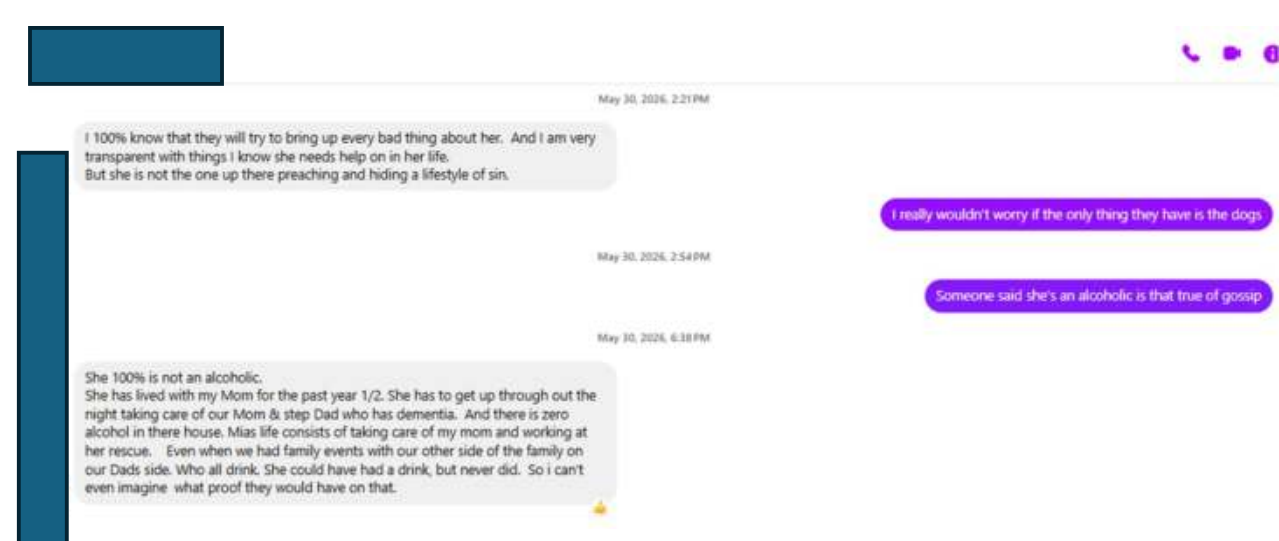 May 30, 2026, 2:21 PM
I 100% know that they will try to bring up every bad thing about her.  And I am very
transparent with things I know she needs help on in her life.
But she is not the one up there preaching and hiding a lifestyle of sin.
I really wouldn't worry if the only thing they have is the dogs
May 30, 2026, 2:54 PM
Someone said she's an alcoholic is that true of gossip
May 30, 2026, 6:38 PM
She 100% is not an alcoholic.
She has lived with my Mom for the past year 1/2. She has to get up through out the
night taking care of our Mom & step Dad who has dementia.  And there is zero
alcohol in there house. Mias life consists of taking care of my mom and working at
her rescue.   Even when we had family events with our other side of the family on
our Dads side. Who all drink. She could have had a drink, but never did.  So i can't
even imagine  what proof they would have on that.